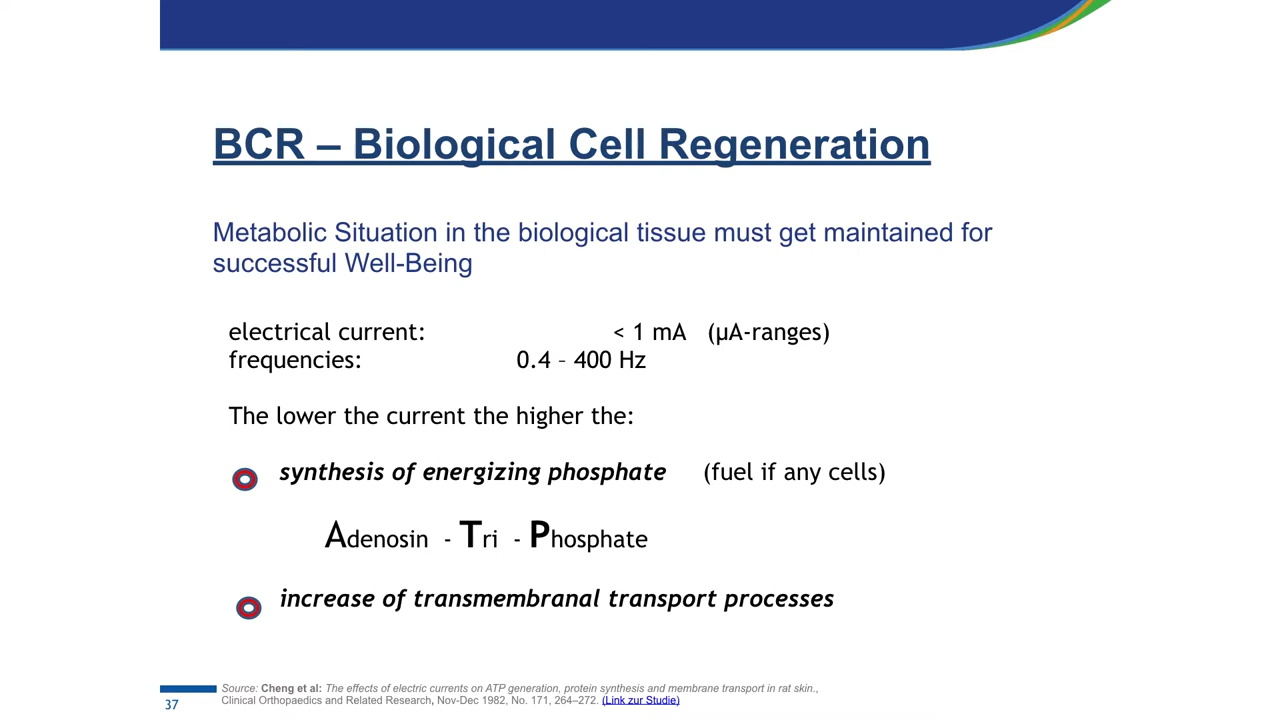 BCR – Biological Cell Regeneration
Metabolic Situation in the biological tissue must get maintained for
successful Well-Being
electrical current: < 1 mA (µA-ranges)
frequencies: 0.4 – 400 Hz
The lower the current the higher the:
synthesis of energizing phosphate (fuel if any cells)
Adenosin - Tri - Phosphate
increase of transmembranal transport processes
Source: Cheng et al: The effects of electric currents on ATP generation, protein synthesis and membrane transport in rat skin.,
Clinical Orthopaedics and Related Research, Nov-Dec 1982, No. 171, 264–272. (Link zur Studie)
37